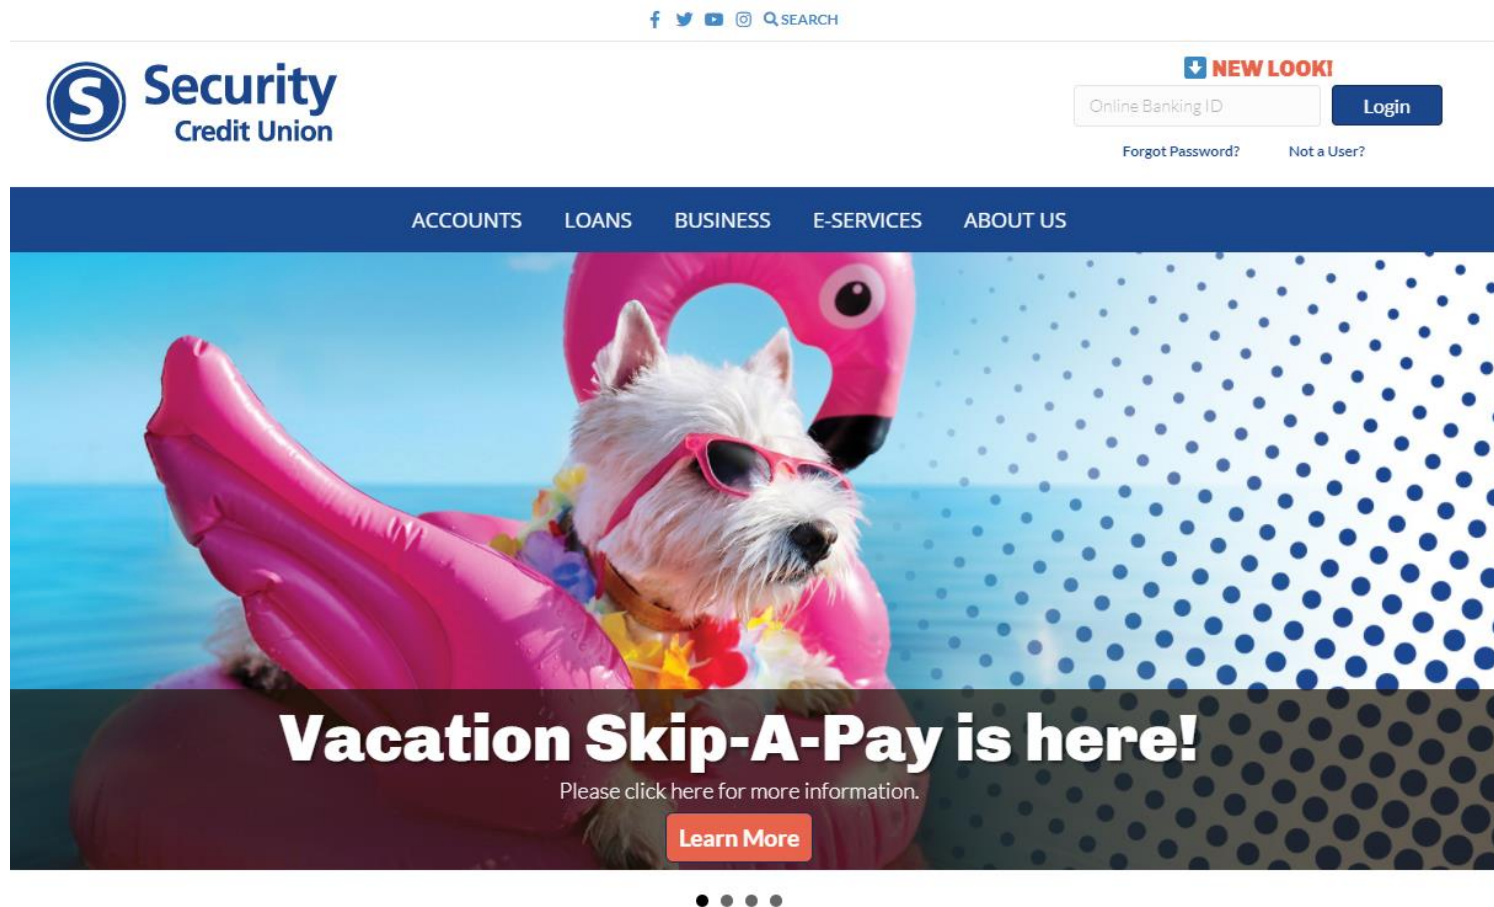 SEARCH
S Security
Credit Union
NEW LOOK!
Online Banking ID
Login
Forgot Password?
Not a User?
ACCOUNTS LOANS BUSINESS E-SERVICES ABOUT US
Vacation Skip-A-Pay is here!
Please click here for more information.
Learn More